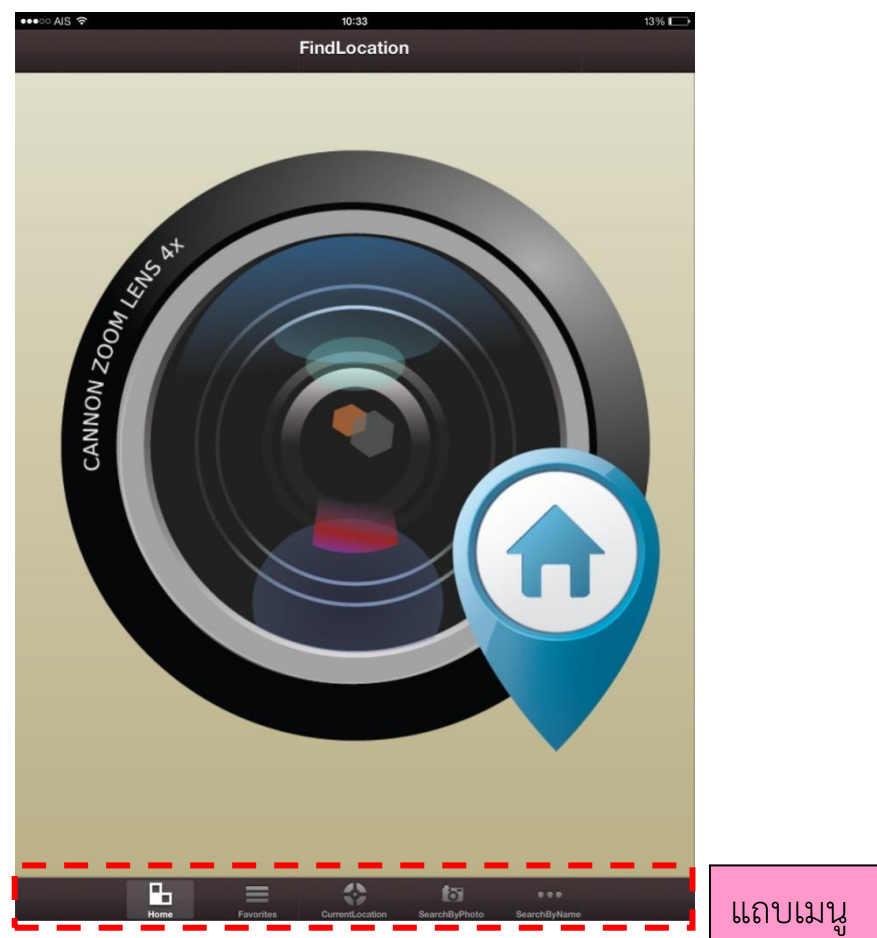 AIS 10:33 13%
FindLocation
CANNON ZOOM LENS 4x
Home Favorites CurrentLocation SearchByPhoto SearchByName
แถบเมนู